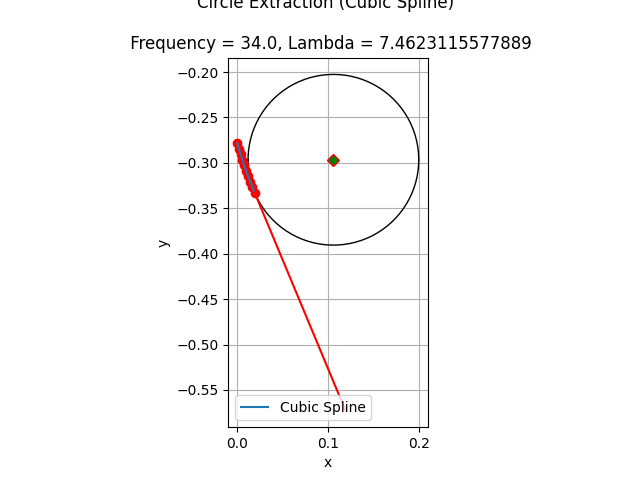 Circle Extraction (Cubic Spline)
Frequency = 34.0, Lambda = 7.4623115577889
−0.20
−0.25
−0.30
−0.35
−0.40
−0.45
−0.50
−0.55
y
Cubic Spline
0.0 0.1 0.2
x